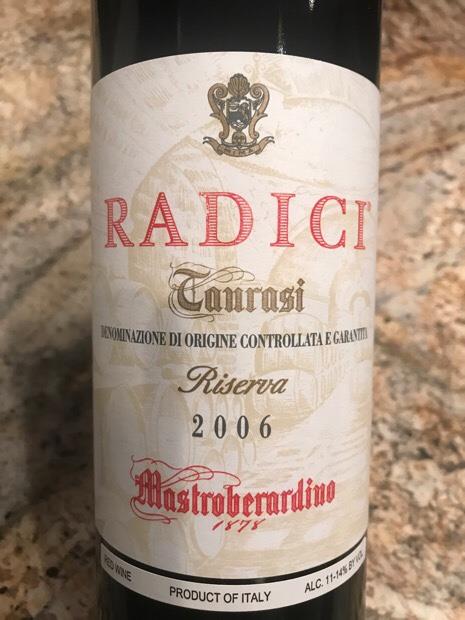 RADICI
Taurasi
DENOMINAZIONE DI ORIGINE CONTROLLATA E GARANTITA
Riserva
2006
Mastroberardino
1878
RED WINE
PRODUCT OF ITALY
ALC. 11-14% BY VOL